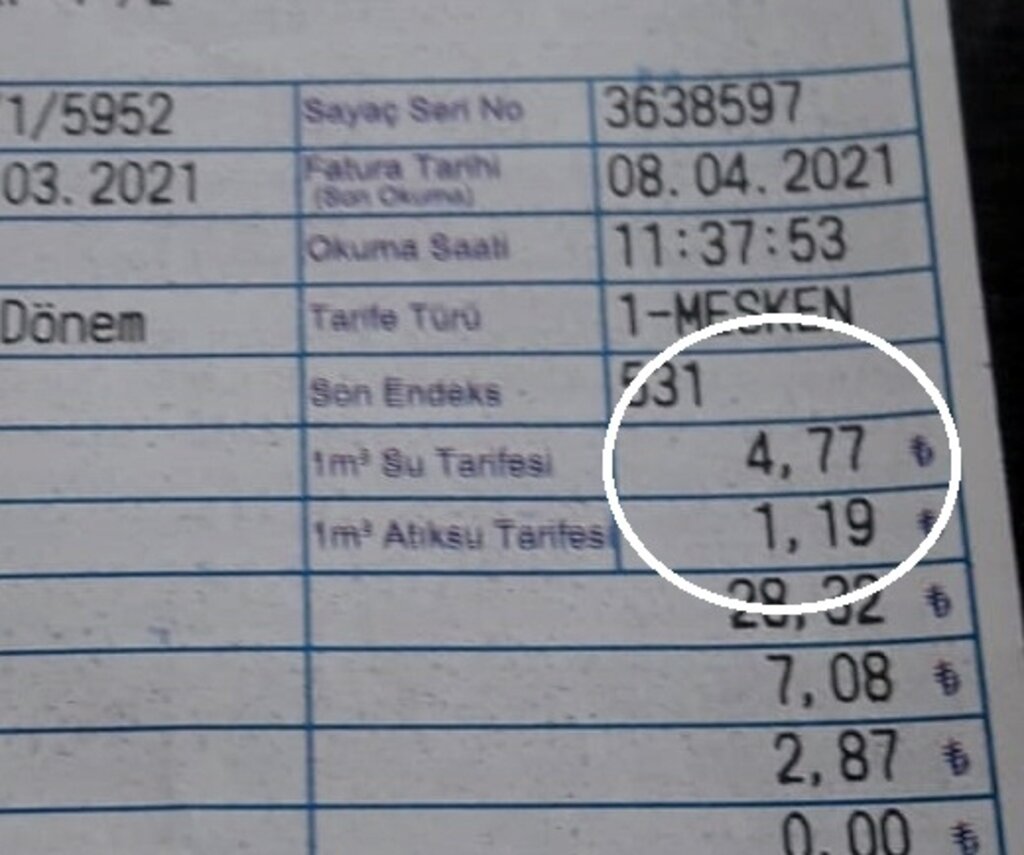 1/5952 Sayaç Seri No 3638597
03.2021 Fatura Tarihi 08.04.2021
(Son Okuma)
Okuma Saati 11:37:53
Dönem Tarife Türü 1-MESKEN
Son Endeks 531
1m³ Su Tarifesi 4,77 ₺
1m³ Atıksu Tarifesi 1,19 ₺
28,32 ₺
7,08 ₺
2,87 ₺
0,00 ₺